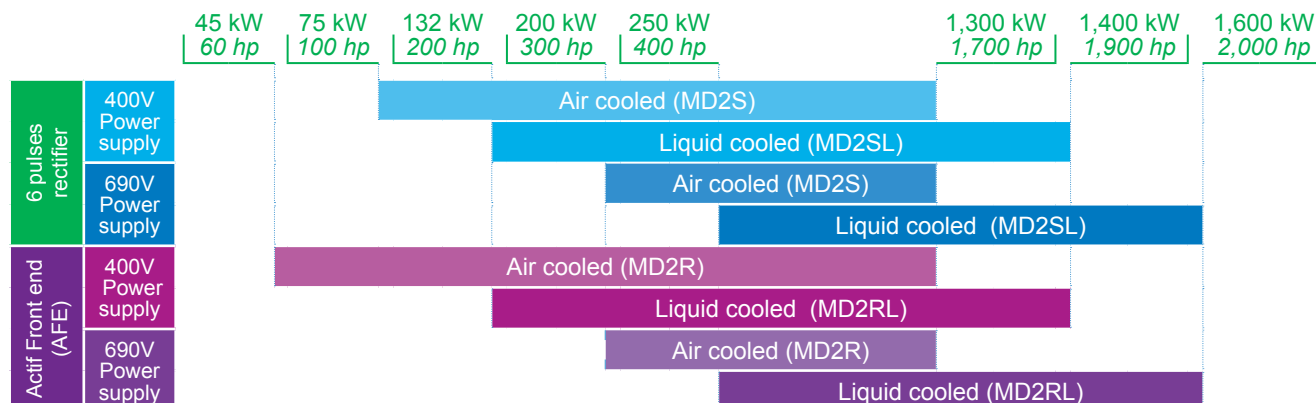 45 kW 75 kW 132 kW 200 kW 250 kW 1,300 kW 1,400 kW 1,600 kW
60 hp 100 hp 200 hp 300 hp 400 hp 1,700 hp 1,900 hp 2,000 hp
6 pulses
rectifier
400V
Power
supply
Air cooled (MD2S)
Liquid cooled (MD2SL)
690V
Power
supply
Air cooled (MD2S)
Liquid cooled (MD2SL)
Actif Front end
(AFE)
400V
Power
supply
Air cooled (MD2R)
Liquid cooled (MD2RL)
690V
Power
supply
Air cooled (MD2R)
Liquid cooled (MD2RL)